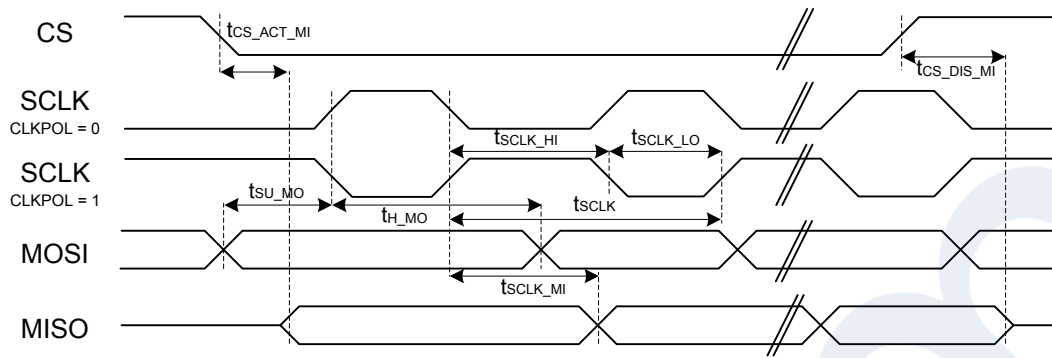 CS
tCS_ACT_MI
tCS_DIS_MI
SCLK
CLKPOL = 0
tSCLK_HI
tSCLK_LO
SCLK
CLKPOL = 1
tSU_MO
tH_MO
tSCLK
MOSI
tSCLK_MI
MISO